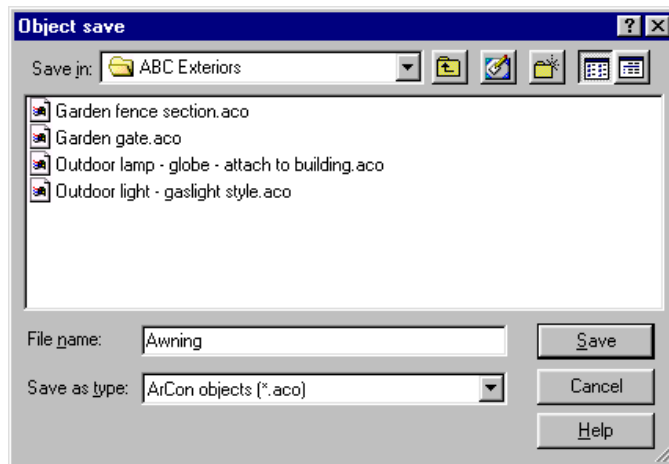 Object save
Save in: ABC Exteriors
Garden fence section.aco
Garden gate.aco
Outdoor lamp - globe - attach to building.aco
Outdoor light - gaslight style.aco
File name: Awning Save
Save as type: ArCon objects (*.aco) Cancel
Help